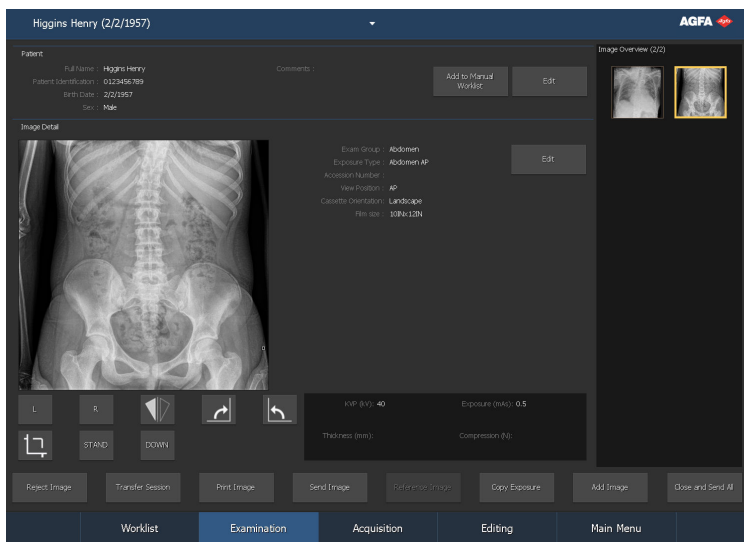 Higgins Henry (2/2/1957)
AGFA
Patient
Full Name : Higgins Henry
Comments :
Patient Identification : 0123456789
Birth Date : 2/2/1957
Sex : Male
Add to Manual Worklist
Edit
Image Overview (2/2)
Image Detail
Exam Group : Abdomen
Exposure Type : Abdomen AP
Accession Number :
View Position : AP
Cassette Orientation: Landscape
Film size : 10INx12IN
Edit
L
R
STAND
DOWN
KVP (kV): 40
Exposure (mAs): 0.5
Thickness (mm):
Compression (N):
Reject Image
Transfer Session
Print Image
Send Image
Reference Image
Copy Exposure
Add Image
Close and Send All
Worklist
Examination
Acquisition
Editing
Main Menu